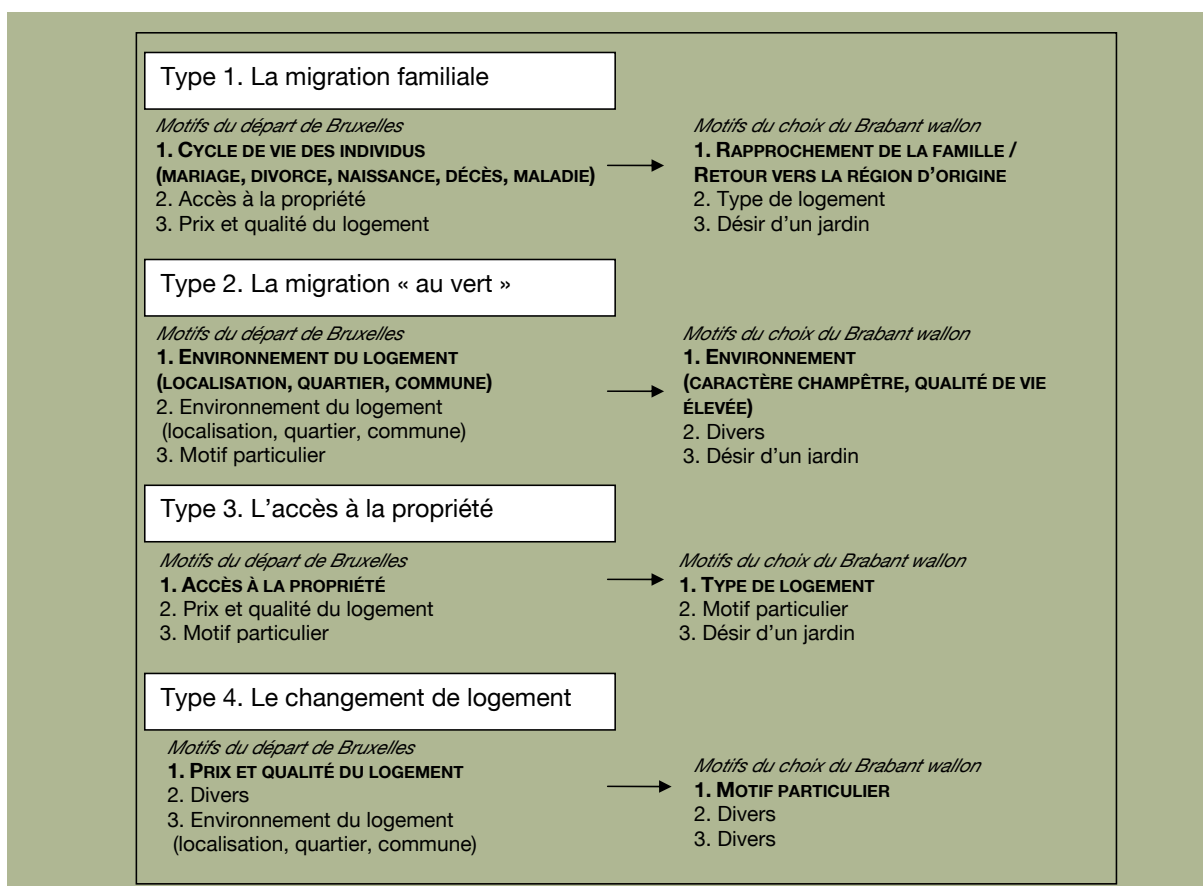 Type 1. La migration familiale
Motifs du départ de Bruxelles
1. CYCLE DE VIE DES INDIVIDUS
(MARIAGE, DIVORCE, NAISSANCE, DÉCÈS, MALADIE)
2. Accès à la propriété
3. Prix et qualité du logement
Motifs du choix du Brabant wallon
1. RAPPROCHEMENT DE LA FAMILLE /
RETOUR VERS LA RÉGION D'ORIGINE
2. Type de logement
3. Désir d'un jardin
Type 2. La migration « au vert »
Motifs du départ de Bruxelles
1. ENVIRONNEMENT DU LOGEMENT
(LOCALISATION, QUARTIER, COMMUNE)
2. Environnement du logement
(localisation, quartier, commune)
3. Motif particulier
Motifs du choix du Brabant wallon
1. ENVIRONNEMENT
(CARACTÈRE CHAMPÊTRE, QUALITÉ DE VIE
ÉLEVÉE)
2. Divers
3. Désir d'un jardin
Type 3. L'accès à la propriété
Motifs du départ de Bruxelles
1. ACCÈS À LA PROPRIÉTÉ
2. Prix et qualité du logement
3. Motif particulier
Motifs du choix du Brabant wallon
1. TYPE DE LOGEMENT
2. Motif particulier
3. Désir d'un jardin
Type 4. Le changement de logement
Motifs du départ de Bruxelles
1. PRIX ET QUALITÉ DU LOGEMENT
2. Divers
3. Environnement du logement
(localisation, quartier, commune)
Motifs du choix du Brabant wallon
1. MOTIF PARTICULIER
2. Divers
3. Divers